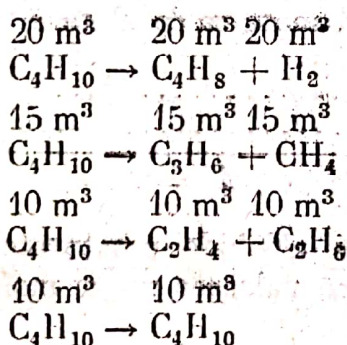 20 m³ 20 m³ 20 m³
C₄H₁₀ → C₄H₈ + H₂
15 m³ 15 m³ 15 m³
C₄H₁₀ → C₃H₆ + CH₄
10 m³ 10 m³ 10 m³
C₄H₁₀ → C₂H₄ + C₂H₆
10 m³ 10 m³
C₄H₁₀ → C₄H₁₀